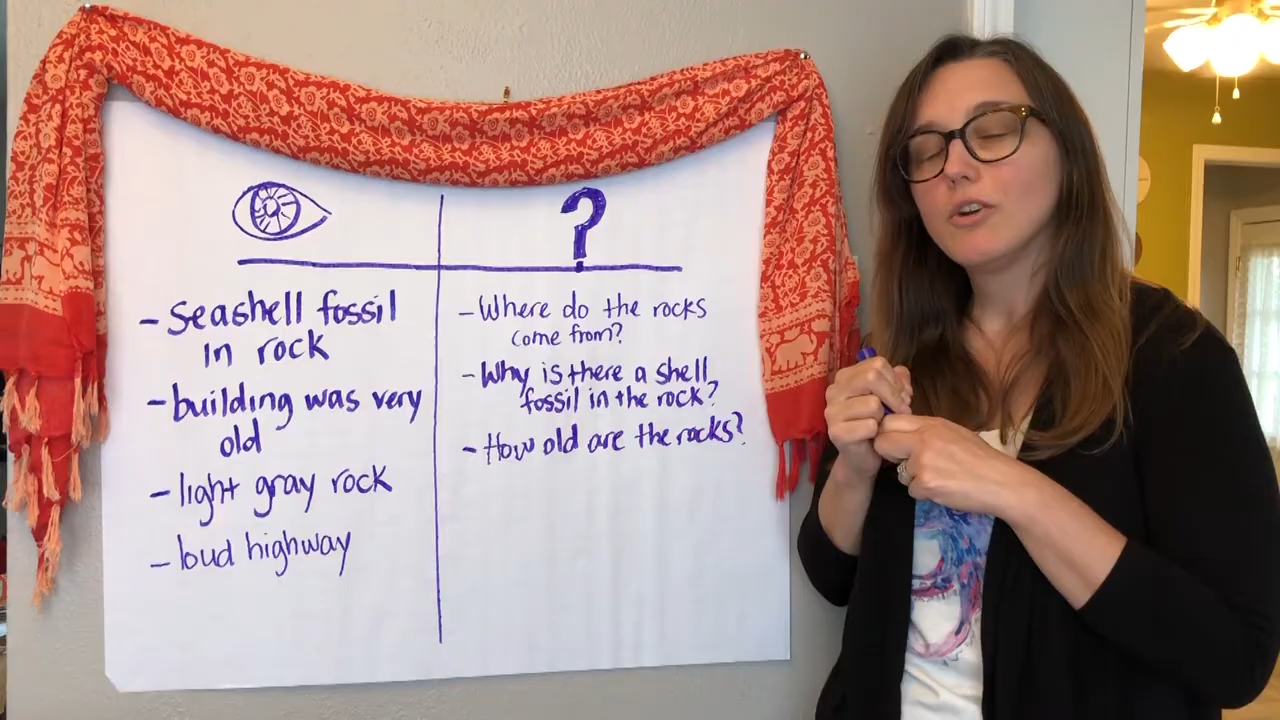 ?
- seashell fossil
in rock
- building was very
old
- light gray rock
- loud highway
- Where do the rocks
come from?
- Why is there a shell
fossil in the rock?
- How old are the rocks?